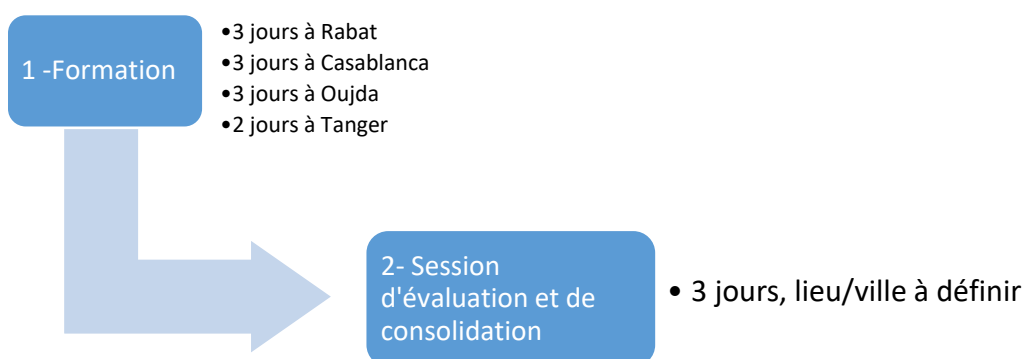 1 -Formation
•3 jours à Rabat
•3 jours à Casablanca
•3 jours à Oujda
•2 jours à Tanger
2- Session
d'évaluation et de
consolidation
• 3 jours, lieu/ville à définir